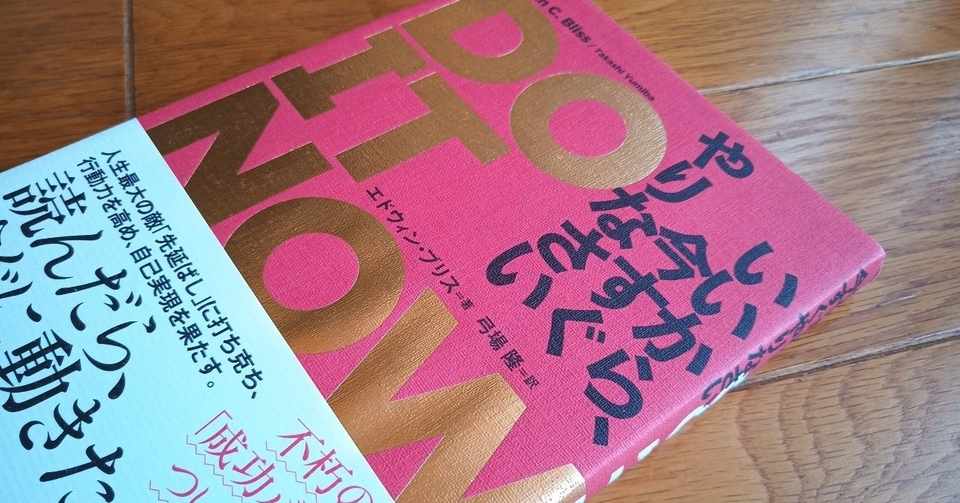 C. Bliss / Takashi Yumiba
DO
IT
NOW
いいから、
今すぐ
やりなさい
エドウィン・ブリス=著 弓場 隆=訳
人生最大の敵「先延ばし」に打ち克ち、
行動力を高め、自己実現を果たす。
読んだら、
動きた
不朽の
「成功
つ